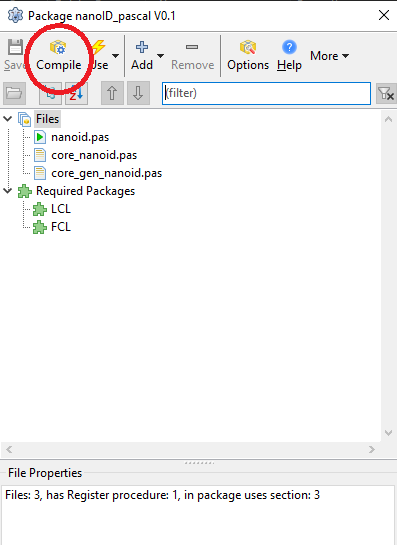 Package nanoID_pascal V0.1
Save Compile Use Add Remove Options Help More
(filter)
Files
nanoid.pas
core_nanoid.pas
core_gen_nanoid.pas
Required Packages
LCL
FCL
File Properties
Files: 3, has Register procedure: 1, in package uses section: 3